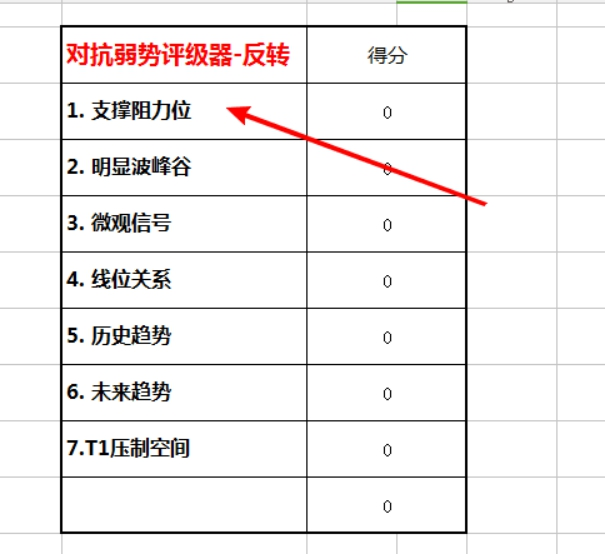 对抗弱势评级器-反转 得分
1. 支撑阻力位 0
2. 明显波峰谷 0
3. 微观信号 0
4. 线位关系 0
5. 历史趋势 0
6. 未来趋势 0
7.T1压制空间 0
0